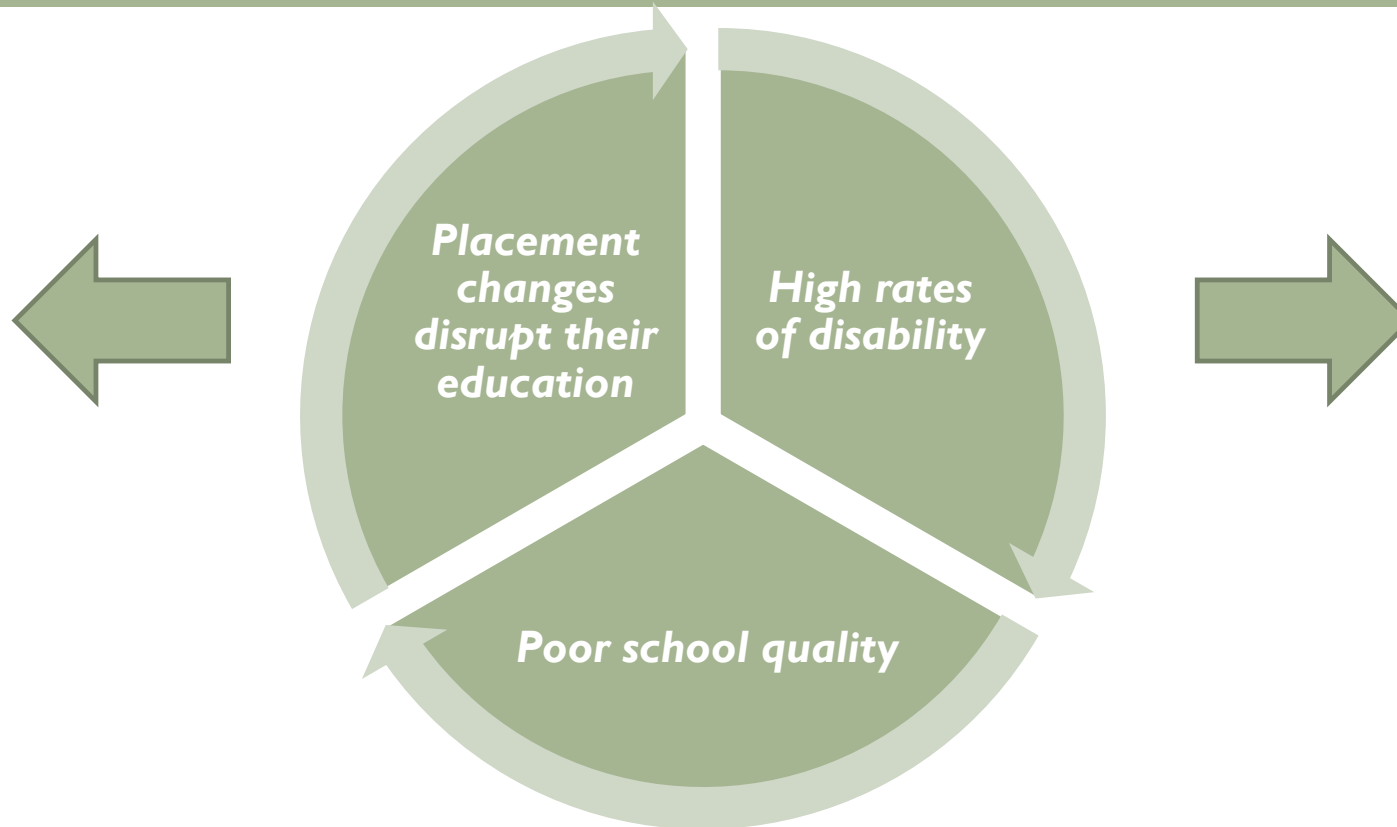 Placement
changes
disrupt their
education
High rates
of disability
Poor school quality